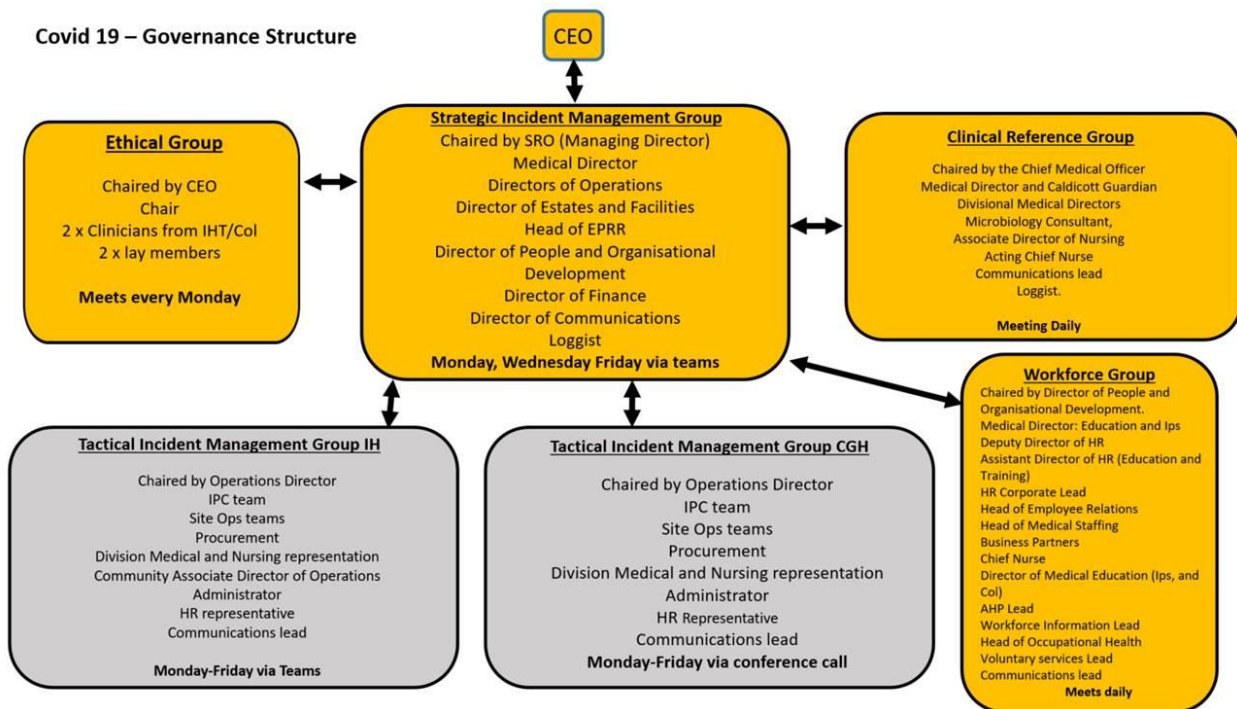 Covid 19 – Governance Structure
CEO
Ethical Group
Chaired by CEO
Chair
2 x Clinicians from IHT/Col
2 x lay members
Meets every Monday
Strategic Incident Management Group
Chaired by SRO (Managing Director)
Medical Director
Directors of Operations
Director of Estates and Facilities
Head of EPRR
Director of People and Organisational
Development
Director of Finance
Director of Communications
Loggist
Monday, Wednesday Friday via teams
Clinical Reference Group
Chaired by the Chief Medical Officer
Medical Director and Caldicott Guardian
Divisional Medical Directors
Microbiology Consultant,
Associate Director of Nursing
Acting Chief Nurse
Communications lead
Loggist.
Meeting Daily
Tactical Incident Management Group IH
Chaired by Operations Director
IPC team
Site Ops teams
Procurement
Division Medical and Nursing representation
Community Associate Director of Operations
Administrator
HR representative
Communications lead
Monday-Friday via Teams
Tactical Incident Management Group CGH
Chaired by Operations Director
IPC team
Site Ops teams
Procurement
Division Medical and Nursing representation
Administrator
HR Representative
Communications lead
Monday-Friday via conference call
Workforce Group
Chaired by Director of People and
Organisational Development.
Medical Director: Education and Ips
Deputy Director of HR
Assistant Director of HR (Education and
Training)
HR Corporate Lead
Head of Employee Relations
Head of Medical Staffing
Business Partners
Chief Nurse
Director of Medical Education (Ips, and
Col)
AHP Lead
Workforce Information Lead
Head of Occupational Health
Voluntary services Lead
Communications lead
Meets daily